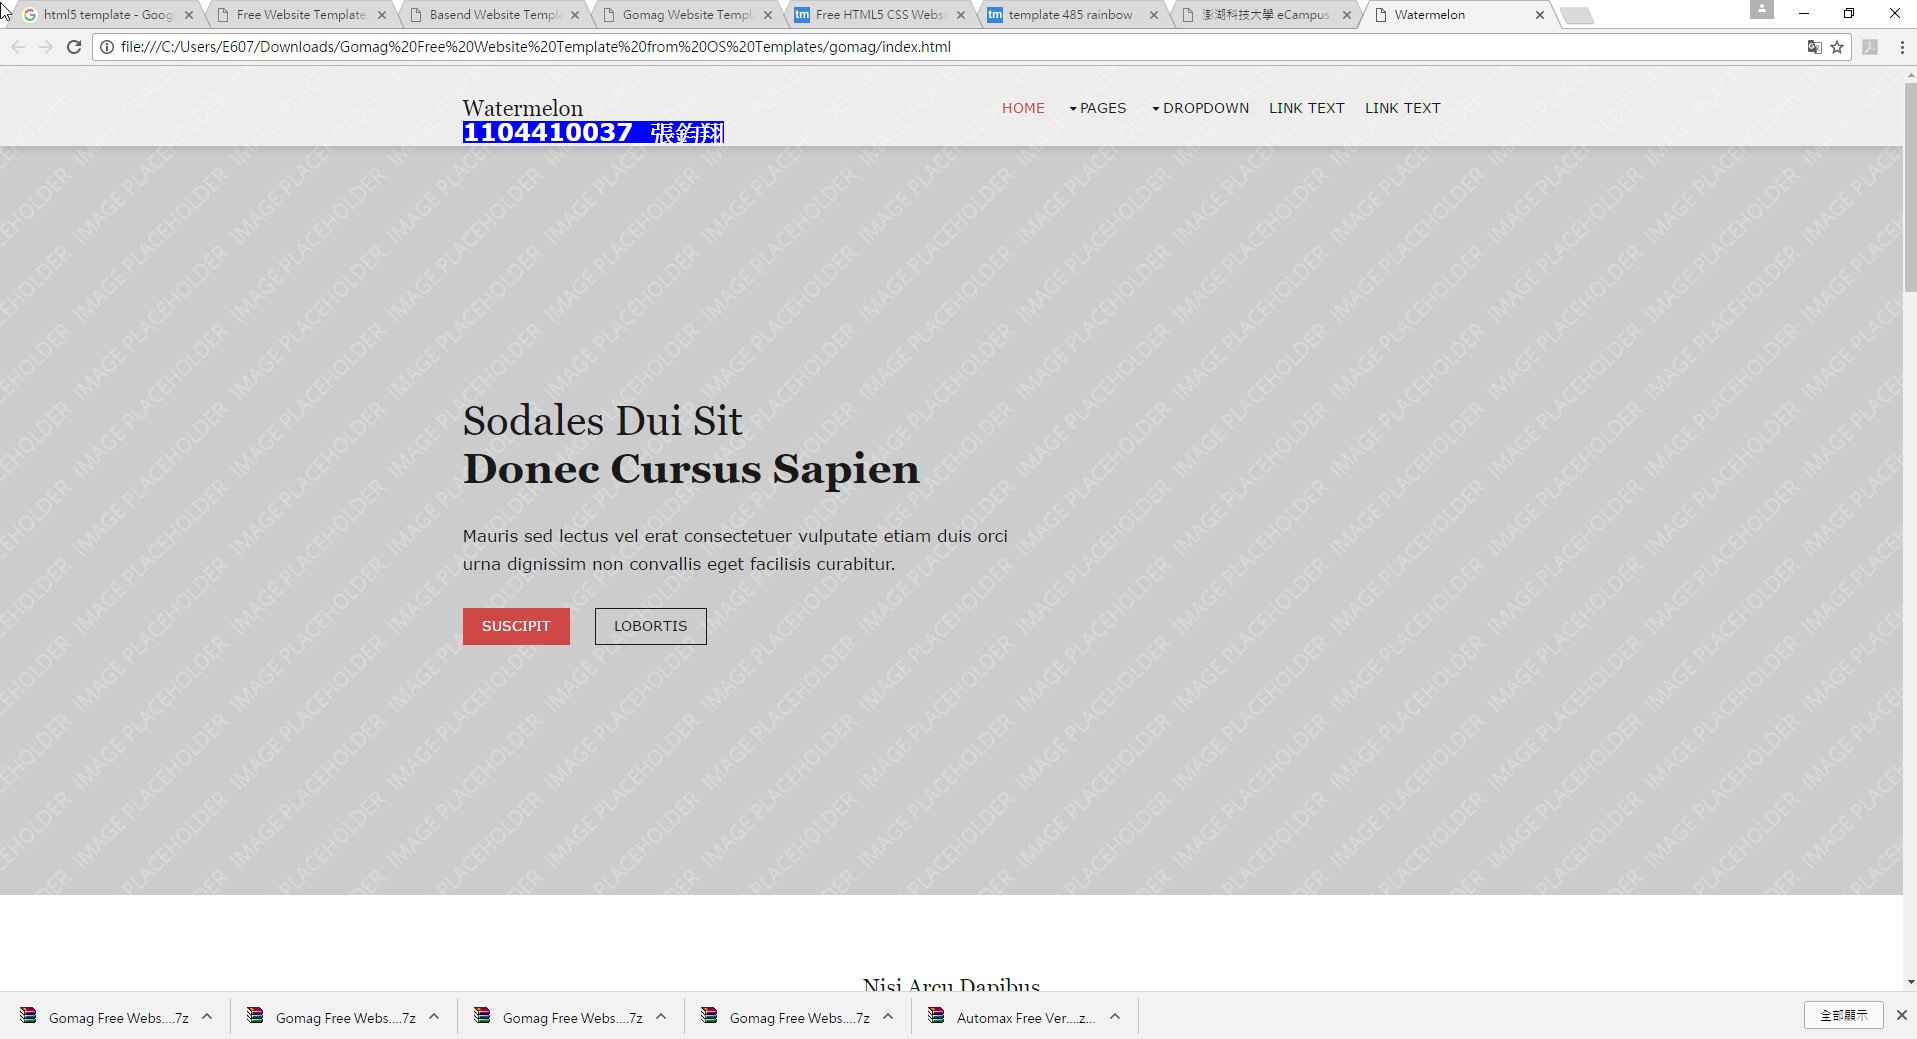 html5 template - Goog
Free Website Template
Basend Website Templ
Gomag Website Templ
tm Free HTML5 CSS Websi
tm template 485 rainbow
澎湖科技大學 eCampus
Watermelon
file:///C:/Users/E607/Downloads/Gomag%20Free%20Website%20Template%20from%20OS%20Templates/gomag/index.html
Watermelon
1104410037 張鈞翔
HOME
PAGES
DROPDOWN
LINK TEXT
LINK TEXT
IMAGE PLACEHOLDER
Sodales Dui Sit
Donec Cursus Sapien
Mauris sed lectus vel erat consectetuer vulputate etiam duis orci
urna dignissim non convallis eget facilisis curabitur.
SUSCIPIT
LOBORTIS
Nisi Arcu Dapibus
Gomag Free Webs....7z
Gomag Free Webs....7z
Gomag Free Webs....7z
Gomag Free Webs....7z
Automax Free Ver....z...
全部顯示